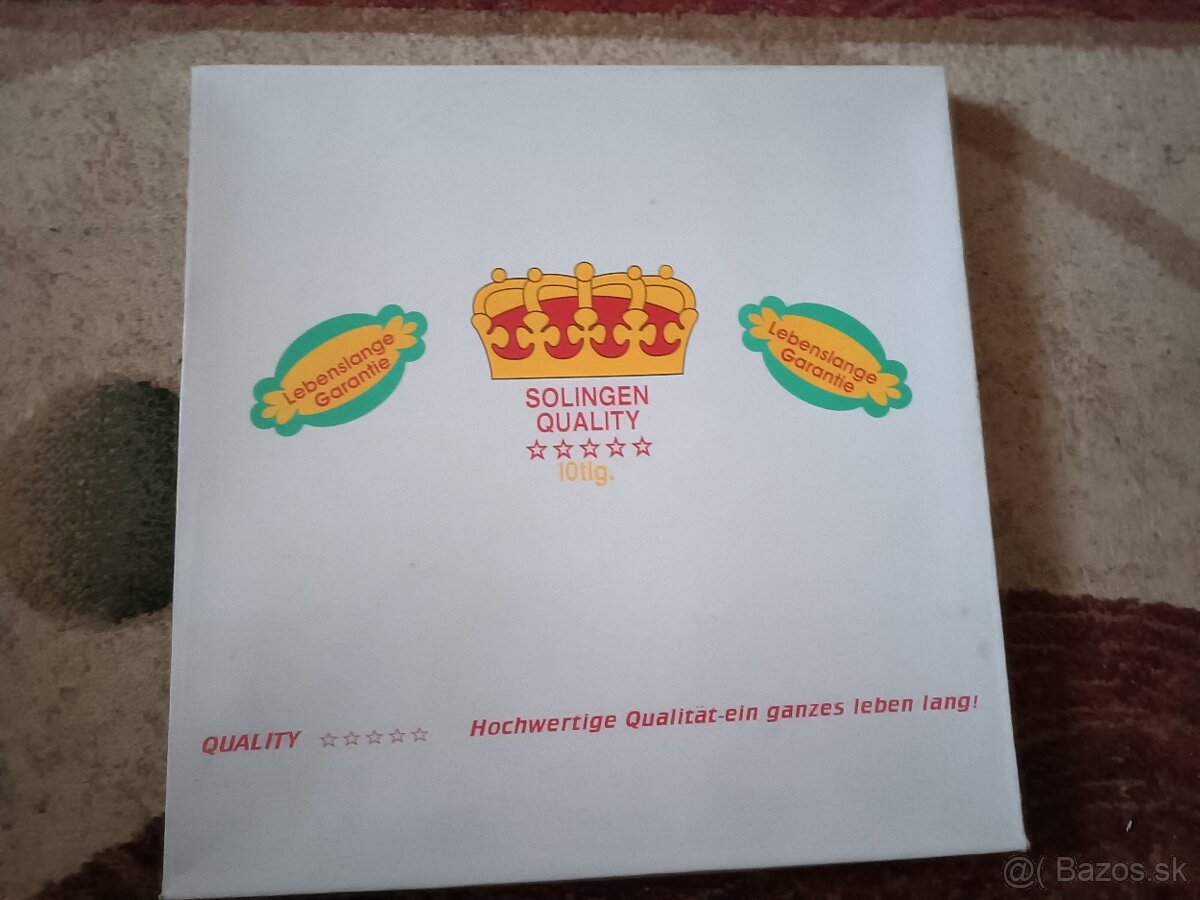 Lebenslange
Garantie
SOLINGEN
QUALITY
☆☆☆☆☆
10tlg.
Lebenslange
Garantie
QUALITY ☆☆☆☆☆ Hochwertige Qualität-ein ganzes leben lang!
@( Bazos.sk